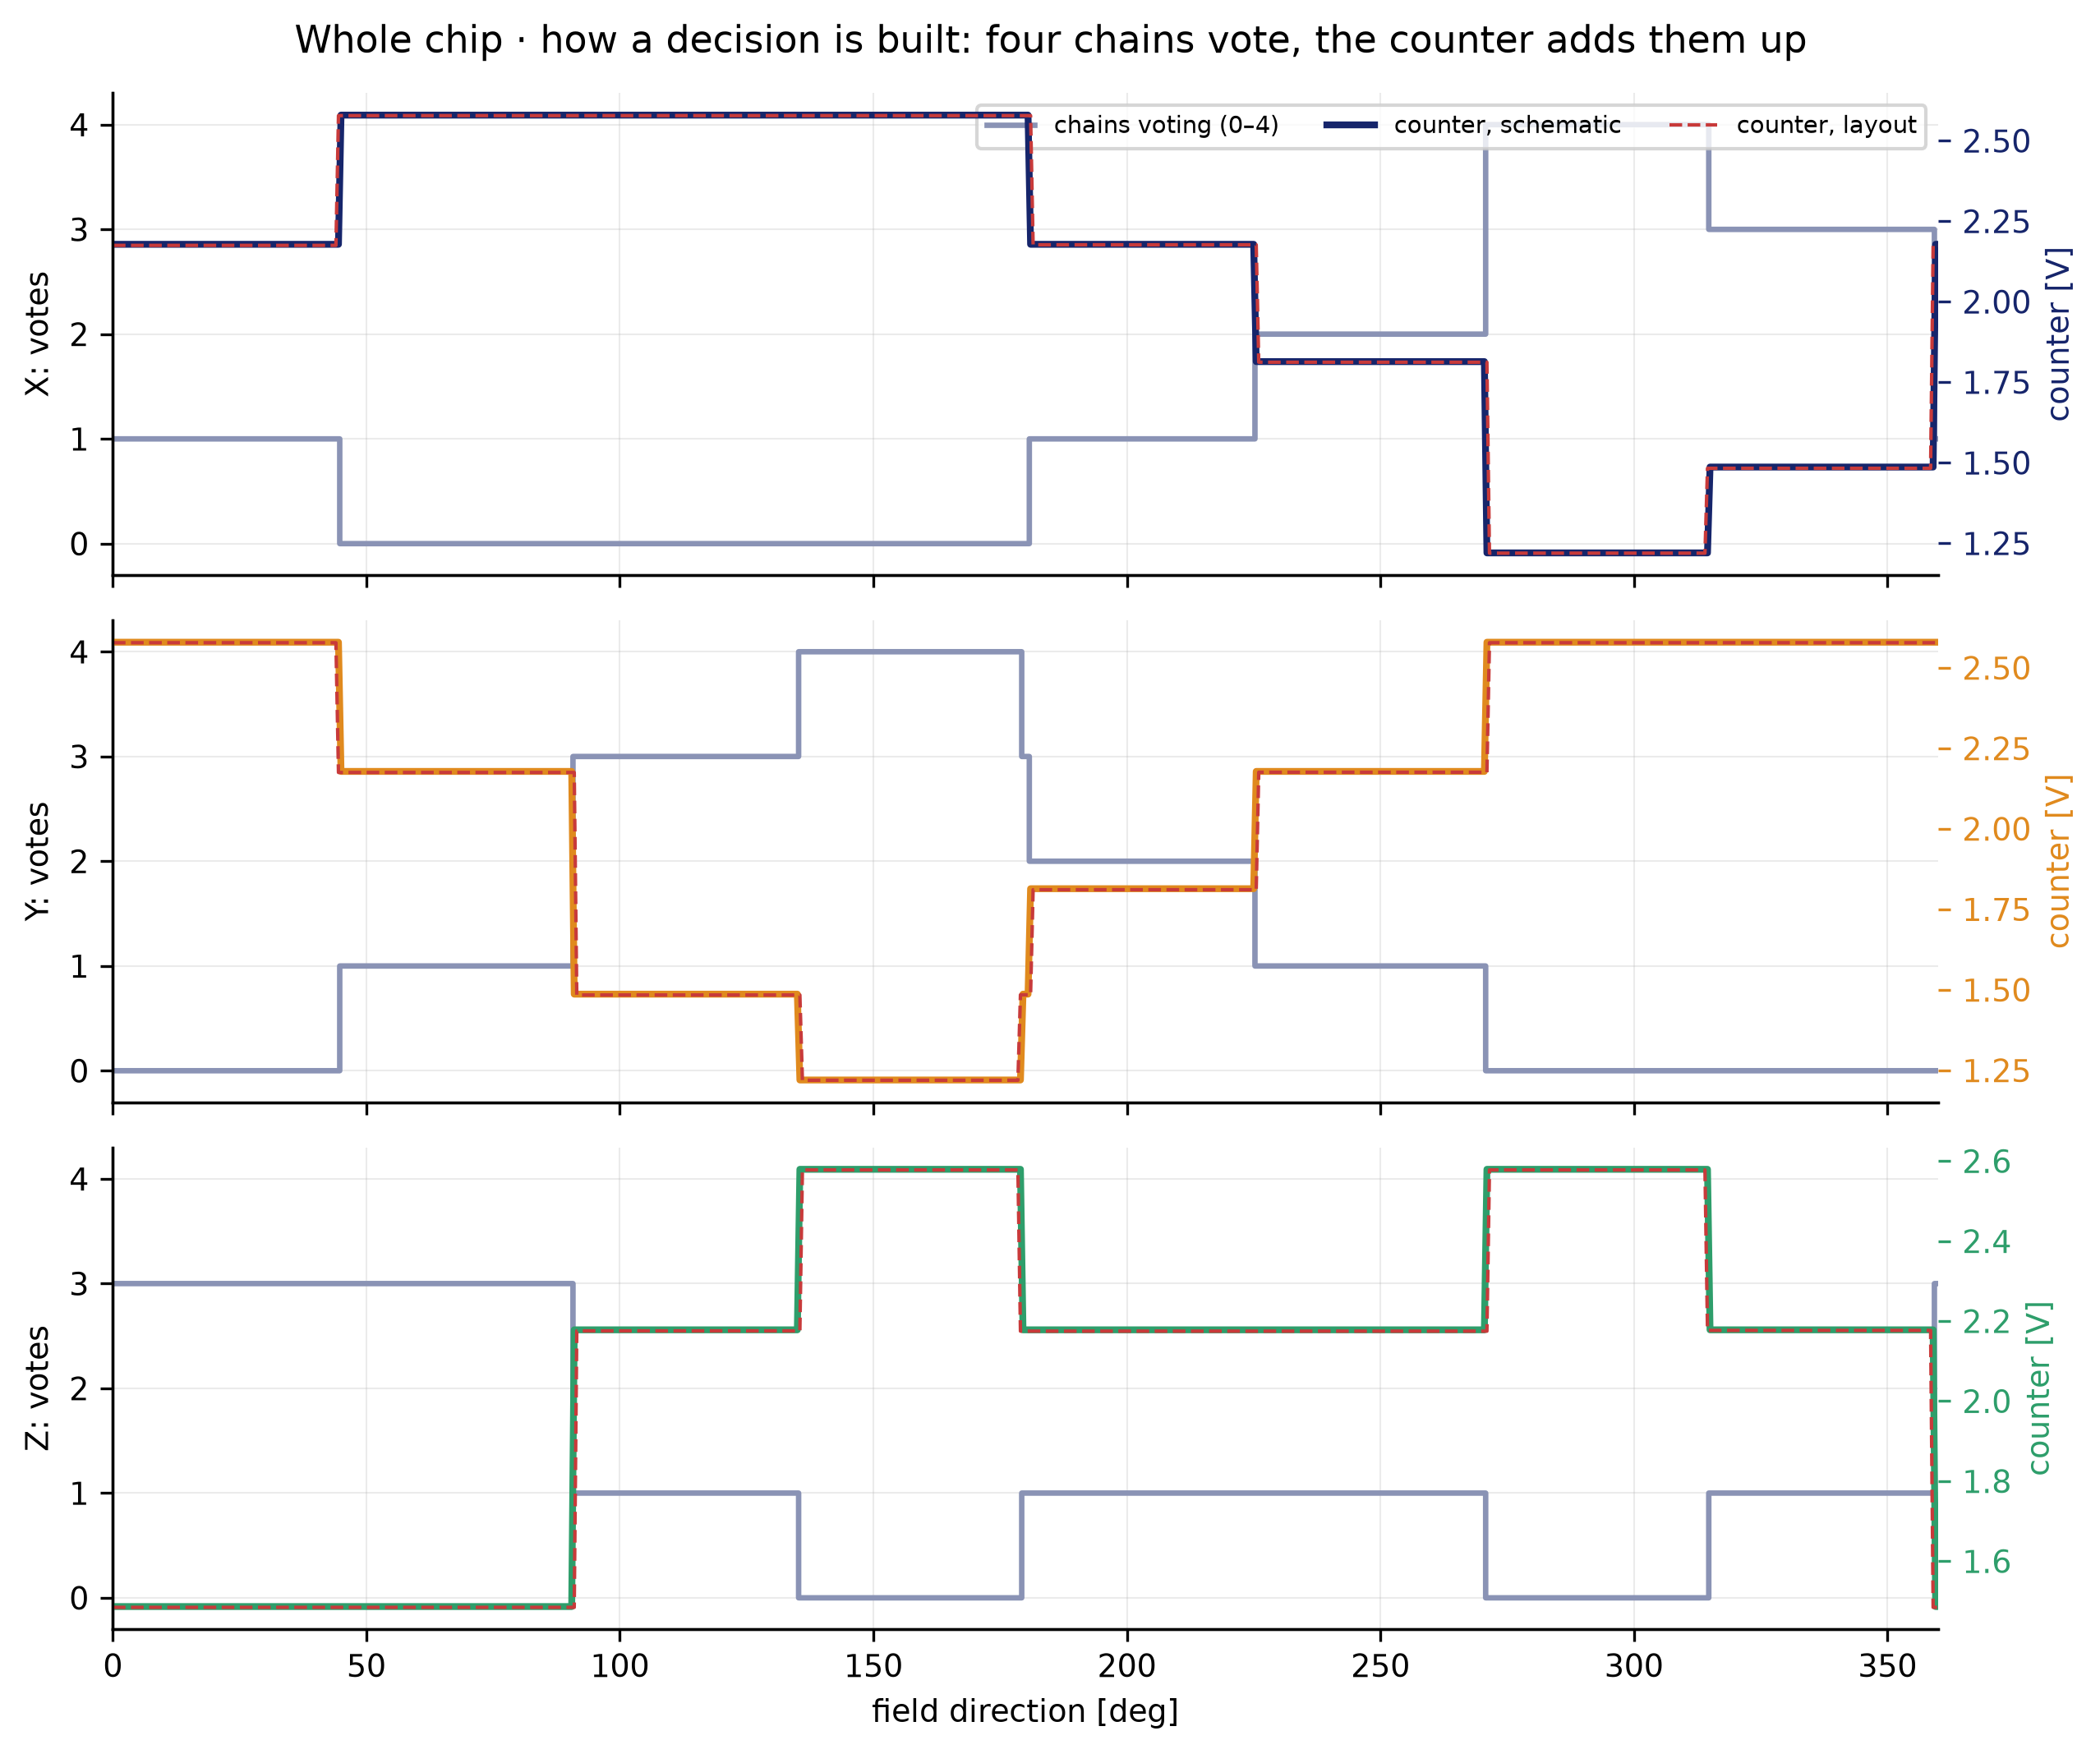 Whole chip · how a decision is built: four chains vote, the counter adds them up
chains voting (0–4)
counter, schematic
counter, layout
X: votes
4
3
2
1
0
2.50
2.25
2.00
1.75
1.50
1.25
counter [V]
Y: votes
4
3
2
1
0
2.50
2.25
2.00
1.75
1.50
1.25
counter [V]
Z: votes
4
3
2
1
0
2.6
2.4
2.2
2.0
1.8
1.6
counter [V]
0 50 100 150 200 250 300 350
field direction [deg]